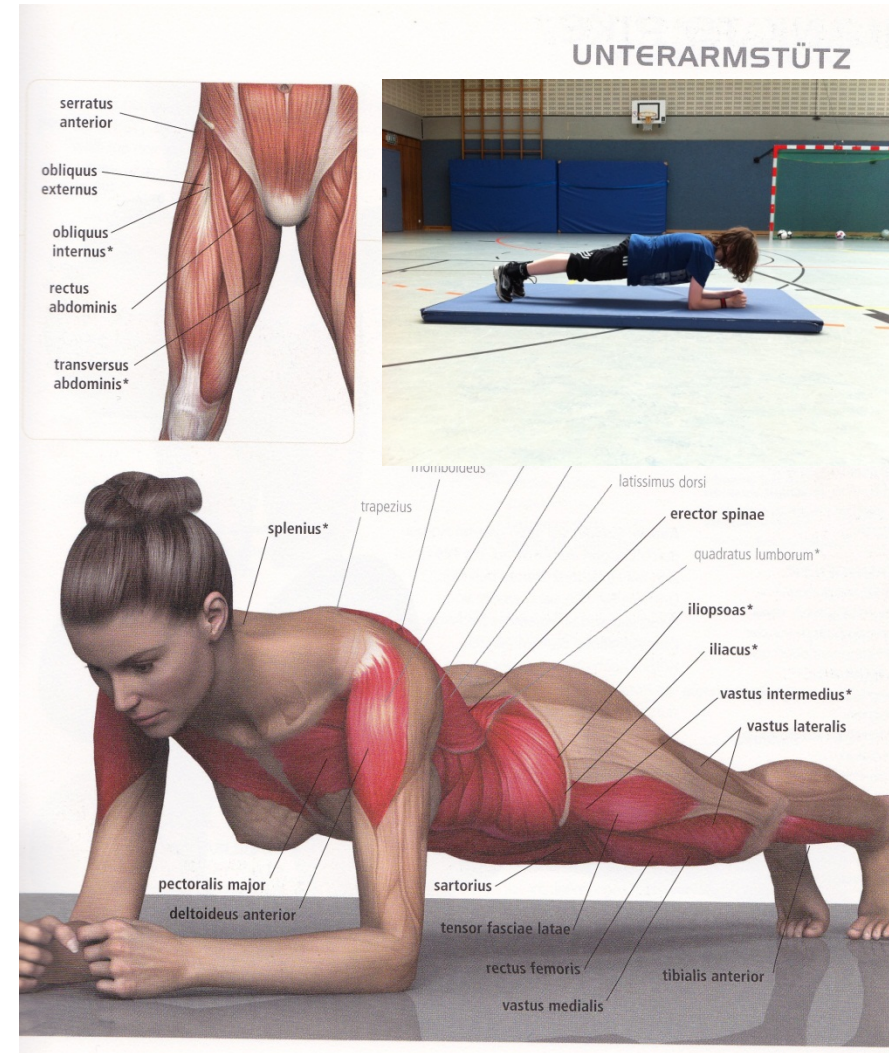 UNTERARMSTÜTZ
serratus
anterior
obliquus
externus
obliquus
internus*
rectus
abdominis
transversus
abdominis*
rhomboideus
latissimus dorsi
trapezius
erector spinae
splenius*
quadratus lumborum*
iliopsoas*
iliacus*
vastus intermedius*
vastus lateralis
pectoralis major
sartorius
deltoideus anterior
tensor fasciae latae
rectus femoris
tibialis anterior
vastus medialis